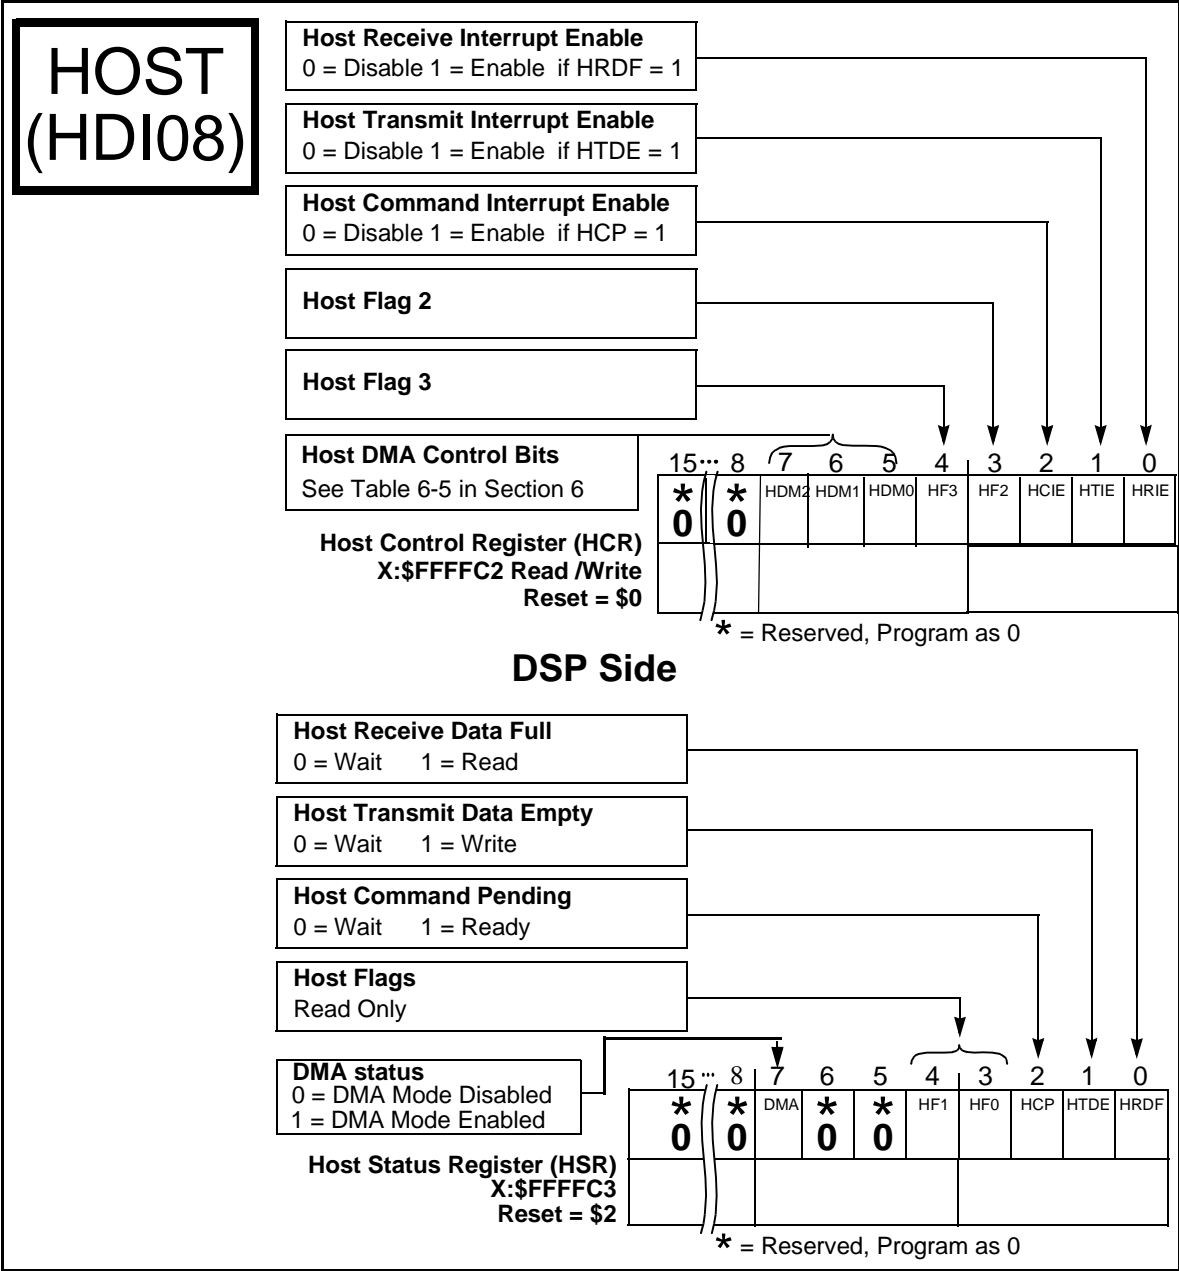 HOST
(HDI08)
Host Receive Interrupt Enable
0 = Disable 1 = Enable if HRDF = 1
Host Transmit Interrupt Enable
0 = Disable 1 = Enable if HTDE = 1
Host Command Interrupt Enable
0 = Disable 1 = Enable if HCP = 1
Host Flag 2
Host Flag 3
Host DMA Control Bits
See Table 6-5 in Section 6
15 ··· 8 7 6 5 4 3 2 1 0
* * HDM2 HDM1 HDM0 HF3 HF2 HCIE HTIE HRIE
0 0
Host Control Register (HCR)
X:$FFFFC2 Read /Write
Reset = $0
* = Reserved, Program as 0
DSP Side
Host Receive Data Full
0 = Wait 1 = Read
Host Transmit Data Empty
0 = Wait 1 = Write
Host Command Pending
0 = Wait 1 = Ready
Host Flags
Read Only
DMA status
0 = DMA Mode Disabled
1 = DMA Mode Enabled
15 ··· 8 7 6 5 4 3 2 1 0
* * DMA * * HF1 HF0 HCP HTDE HRDF
0 0 0 0
Host Status Register (HSR)
X:$FFFFC3
Reset = $2
* = Reserved, Program as 0